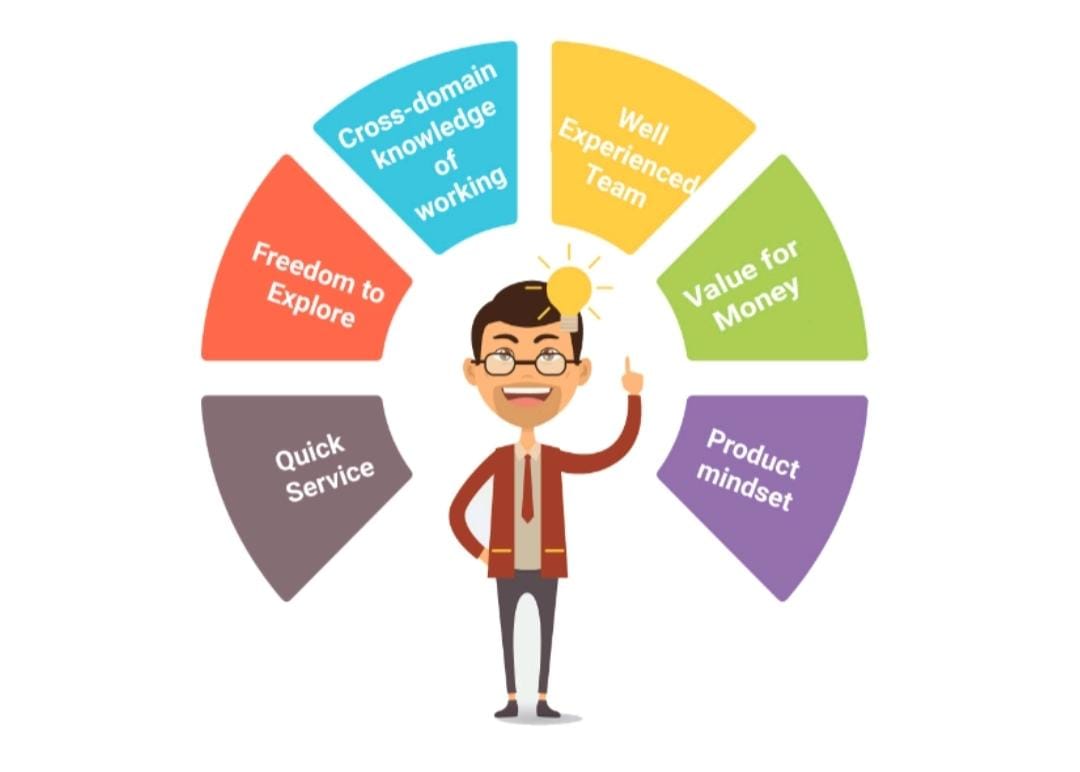 Cross-domain
knowledge
of
working
Well
Experienced
Team
Freedom to
Explore
Value for
Money
Quick
Service
Product
mindset